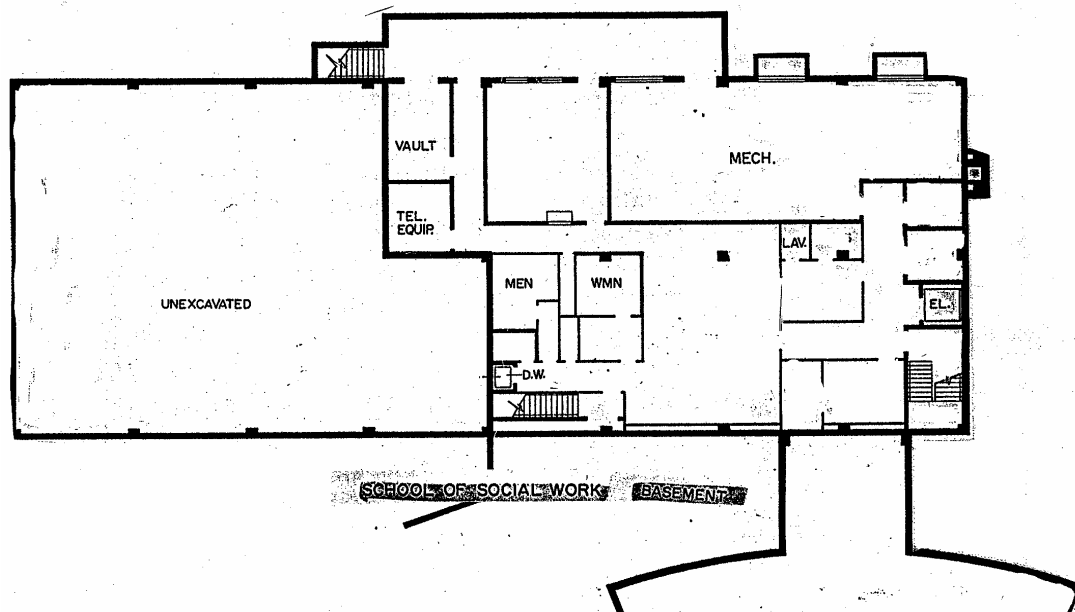 VAULT
MECH.
TEL.
EQUIP.
LAV.
MEN
WMN
UNEXCAVATED
EL.
D.W.
SCHOOL OF SOCIAL WORK BASEMENT